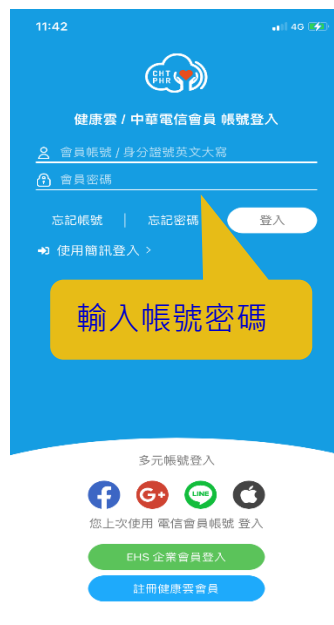 11:42 4G
CHT
PHR
健康雲 / 中華電信會員 帳號登入
會員帳號 / 身分證號英文大寫
會員密碼
忘記帳號 | 忘記密碼 登入
使用簡訊登入 >
輸入帳號密碼
多元帳號登入
f G+ LINE
您上次使用 電信會員帳號 登入
EHS 企業會員登入
註冊健康雲會員